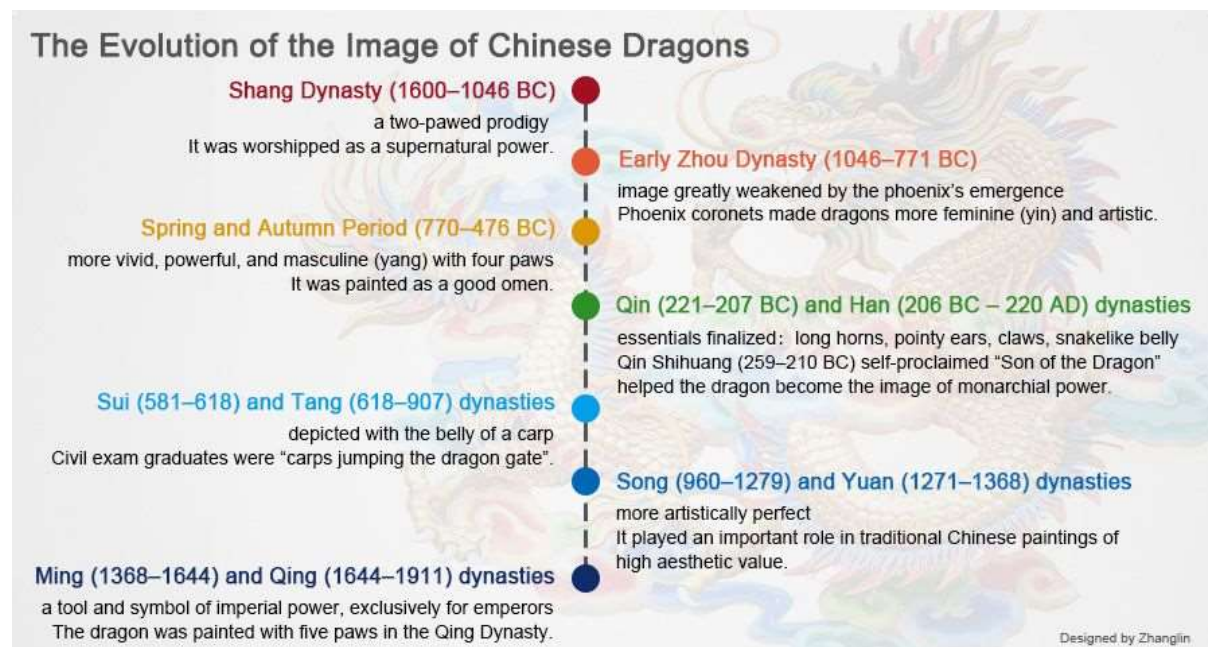 The Evolution of the Image of Chinese Dragons
Shang Dynasty (1600–1046 BC)
a two-pawed prodigy
It was worshipped as a supernatural power.
Early Zhou Dynasty (1046–771 BC)
image greatly weakened by the phoenix's emergence
Phoenix coronets made dragons more feminine (yin) and artistic.
Spring and Autumn Period (770–476 BC)
more vivid, powerful, and masculine (yang) with four paws
It was painted as a good omen.
Qin (221–207 BC) and Han (206 BC – 220 AD) dynasties
essentials finalized: long horns, pointy ears, claws, snakelike belly
Qin Shihuang (259–210 BC) self-proclaimed “Son of the Dragon”
helped the dragon become the image of monarchial power.
Sui (581–618) and Tang (618–907) dynasties
depicted with the belly of a carp
Civil exam graduates were “carps jumping the dragon gate”.
Song (960–1279) and Yuan (1271–1368) dynasties
more artistically perfect
It played an important role in traditional Chinese paintings of
high aesthetic value.
Ming (1368–1644) and Qing (1644–1911) dynasties
a tool and symbol of imperial power, exclusively for emperors
The dragon was painted with five paws in the Qing Dynasty.
Designed by Zhanglin